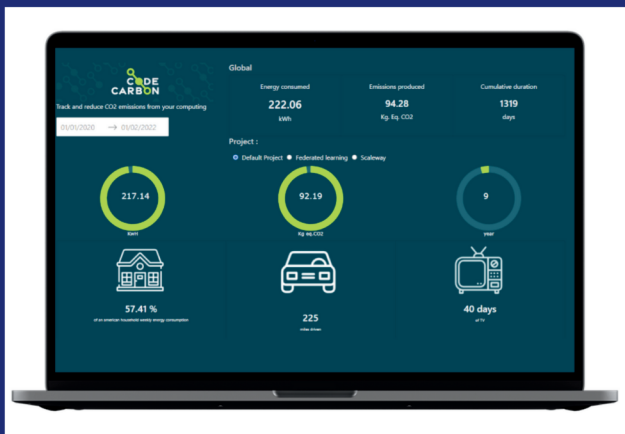 CODE
CARBON
Track and reduce CO2 emissions from your computing
01/01/2020 → 01/02/2022
Global
Energy consumed
222.06
kWh
Emissions produced
94.28
Kg. Eq. CO2
Cumulative duration
1319
days
Project :
Default Project Federated learning Scaleway
217.14
KwH
92.19
Kg eq.CO2
9
year
57.41 %
of an american household weekly energy consumption
225
miles driven
40 days
of TV